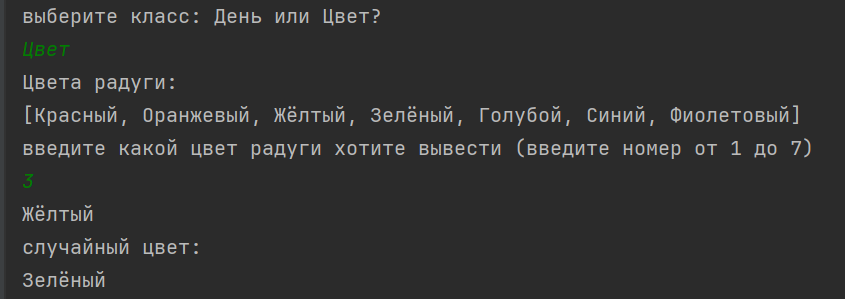 выберите класс: День или Цвет?
Цвет
Цвета радуги:
[Красный, Оранжевый, Жёлтый, Зелёный, Голубой, Синий, Фиолетовый]
введите какой цвет радуги хотите вывести (введите номер от 1 до 7)
3
Жёлтый
случайный цвет:
Зелёный